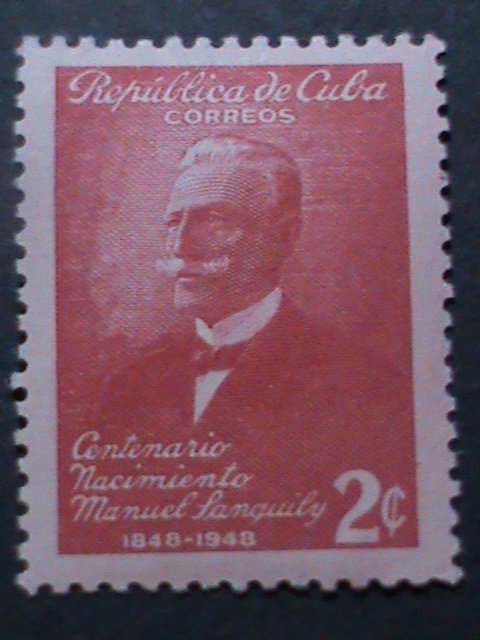 República de Cuba
CORREOS
Centenario
Nacimiento
Manuel Sanguily
1848-1948
2¢